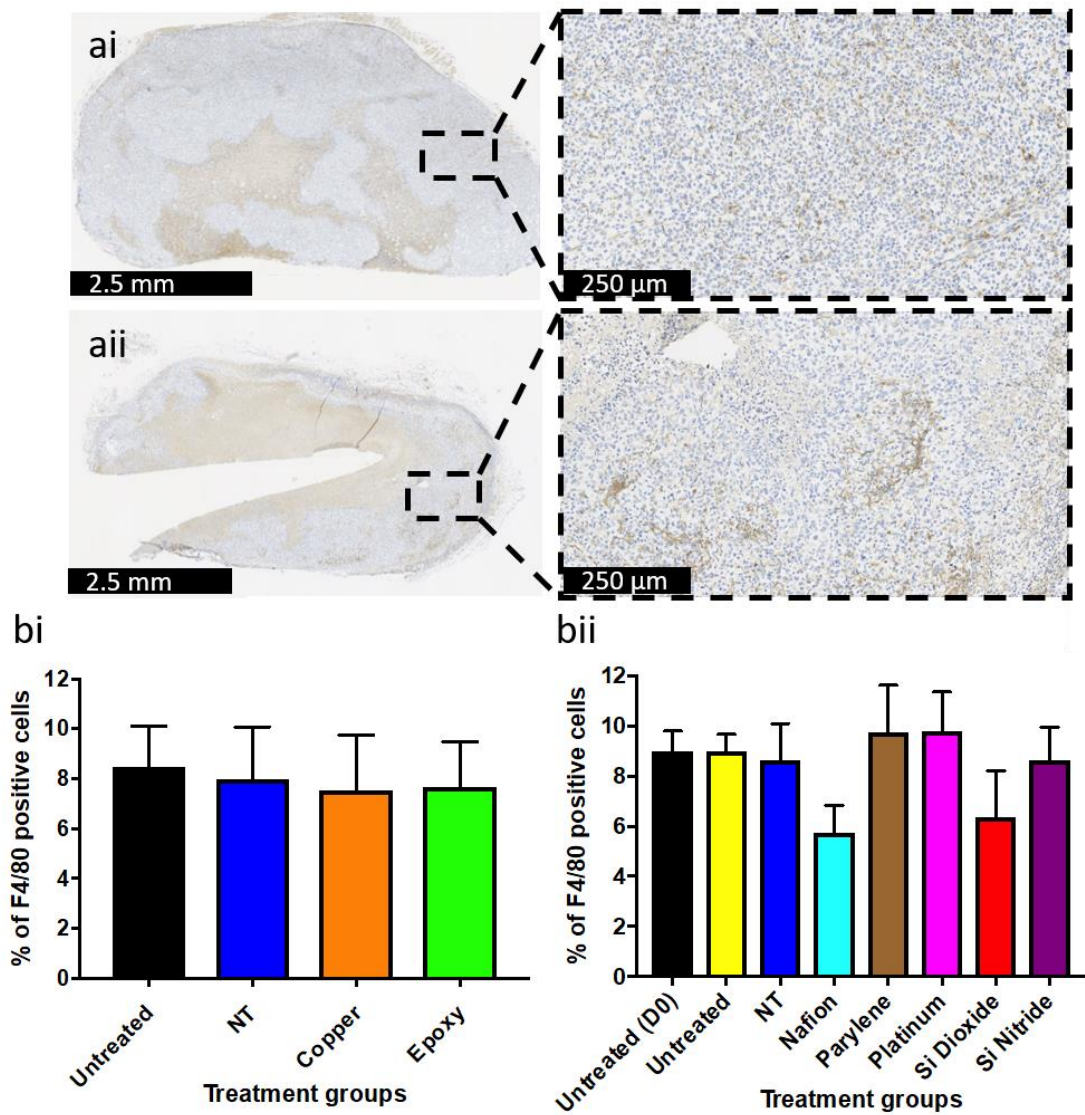 ai
2.5 mm
250 µm
aii
2.5 mm
250 µm
bi
% of F4/80 positive cells
12
10
8
6
4
2
0
Untreated
NT
Copper
Epoxy
Treatment groups
bii
% of F4/80 positive cells
12
10
8
6
4
2
0
Untreated (D0)
Untreated
NT
Nafion
Parylene
Platinum
Si Dioxide
Si Nitride
Treatment groups